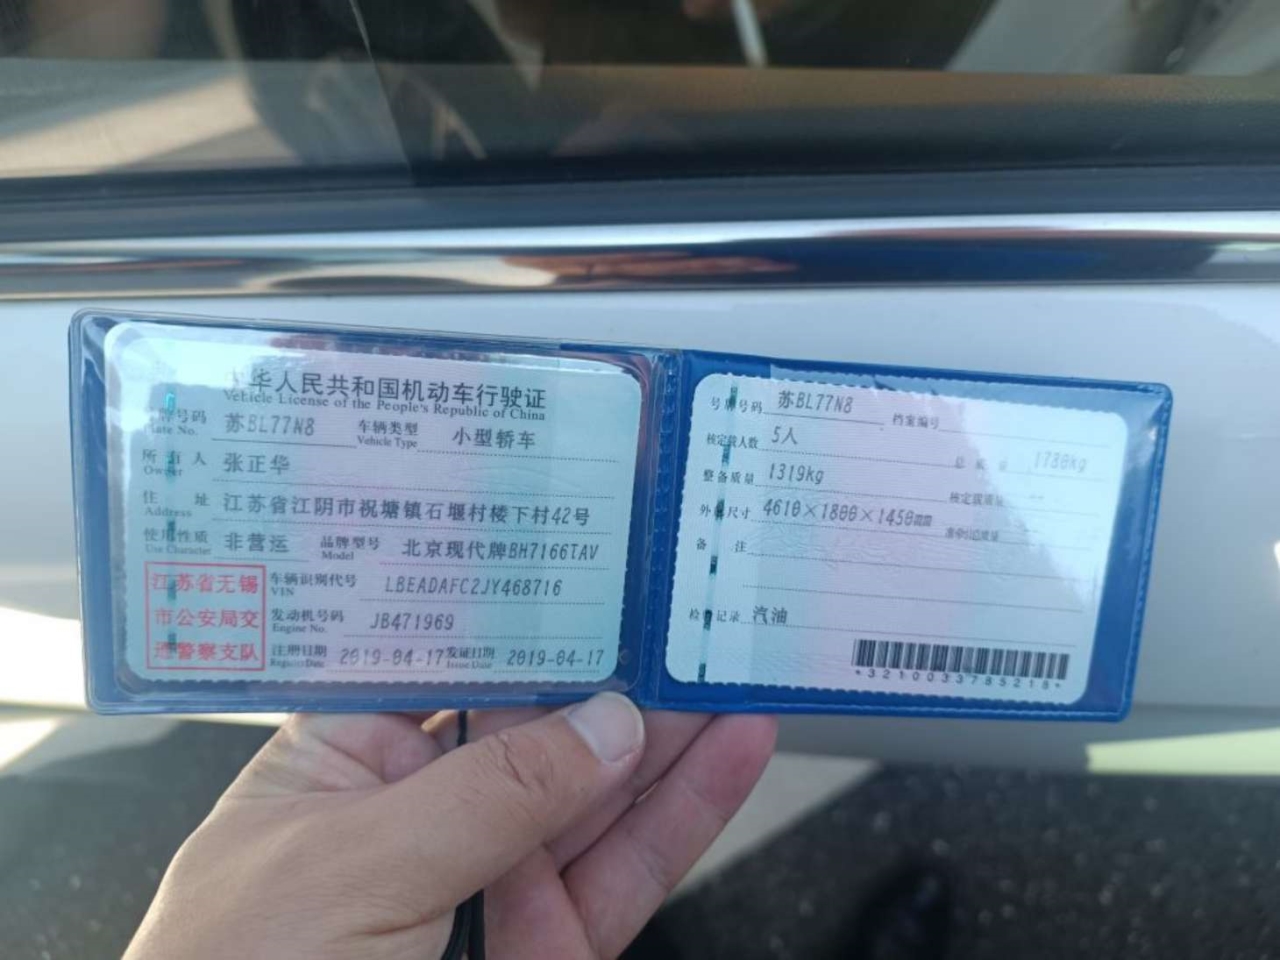 中华人民共和国机动车行驶证
Vehicle License of the People's Republic of China
号牌号码 苏BL77N8 车辆类型 小型轿车
Plate No. Vehicle Type
所有人 张正华
Owner
住址 江苏省江阴市祝塘镇石堰村楼下村42号
Address
使用性质 非营运 品牌型号 北京现代牌BH7166TAV
Use Character Model
江苏省无锡
市公安局交
通警察支队
车辆识别代号 LBEADAFC2JY468716
VIN
发动机号码 JB471969
Engine No.
注册日期 2019-04-17 发证日期 2019-04-17
Register Date Issue Date
号牌号码 苏BL77N8 档案编号
核定载人数 5人 总质量 1730kg
整备质量 1319kg 核定载质量 --
外廓尺寸 4610×1800×1450mm 准牵引总质量
备注
检验记录 汽油
*3210033785218*